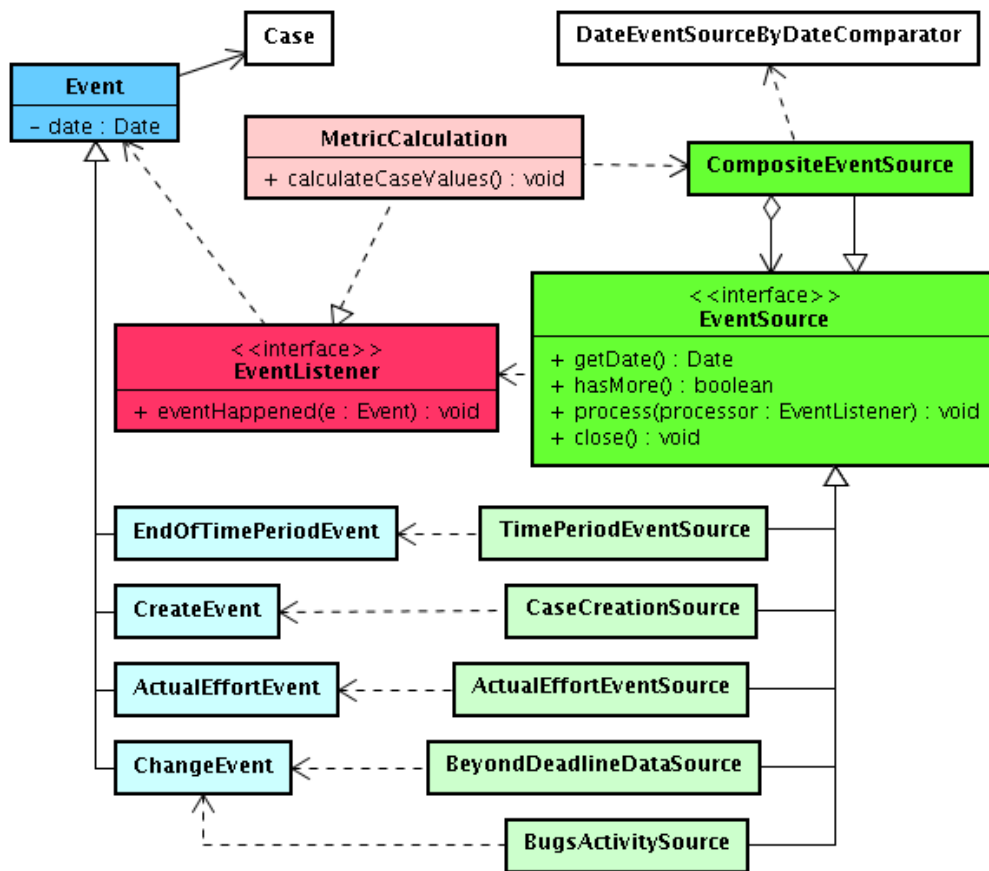 Case
DateEventSourceByDateComparator
Event
- date : Date
MetricCalculation
+ calculateCaseValues() : void
CompositeEventSource
<<interface>>
EventSource
+ getDate() : Date
+ hasMore() : boolean
+ process(processor : EventListener) : void
+ close() : void
<<interface>>
EventListener
+ eventHappened(e : Event) : void
EndOfTimePeriodEvent
TimePeriodEventSource
CreateEvent
CaseCreationSource
ActualEffortEvent
ActualEffortEventSource
ChangeEvent
BeyondDeadlineDataSource
BugsActivitySource